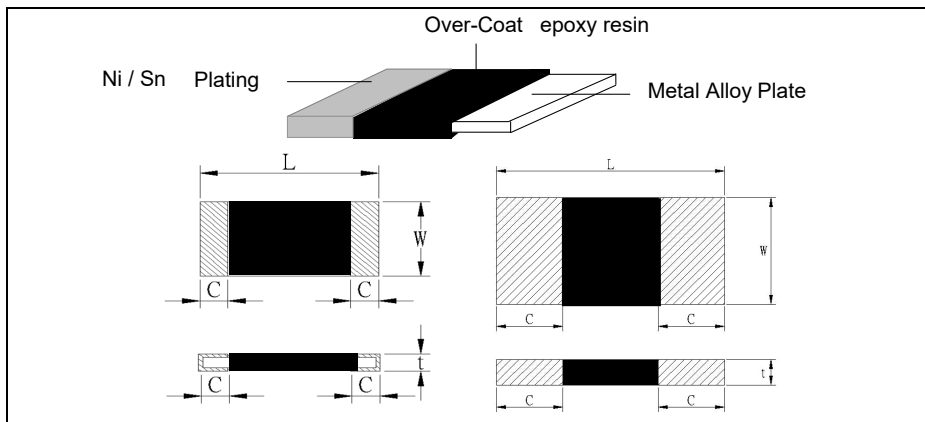 Over-Coat epoxy resin
Ni / Sn Plating
Metal Alloy Plate
L
L
W
W
C
C
C
C
t
t
C
C
C
C